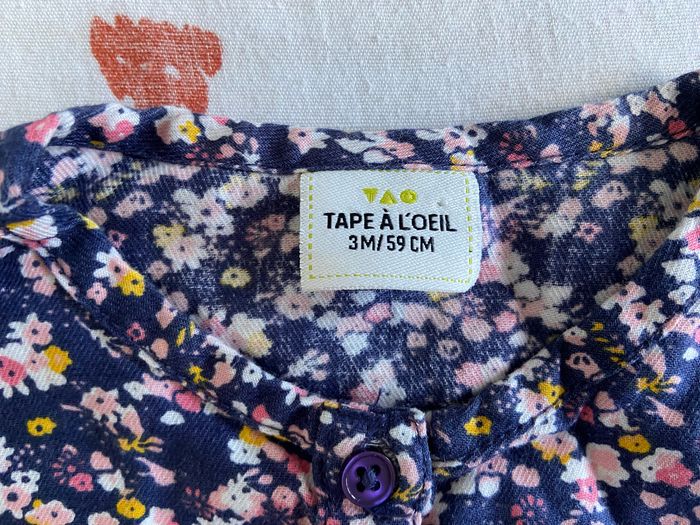 TAO
TAPE À L'OEIL
3M/59 CM